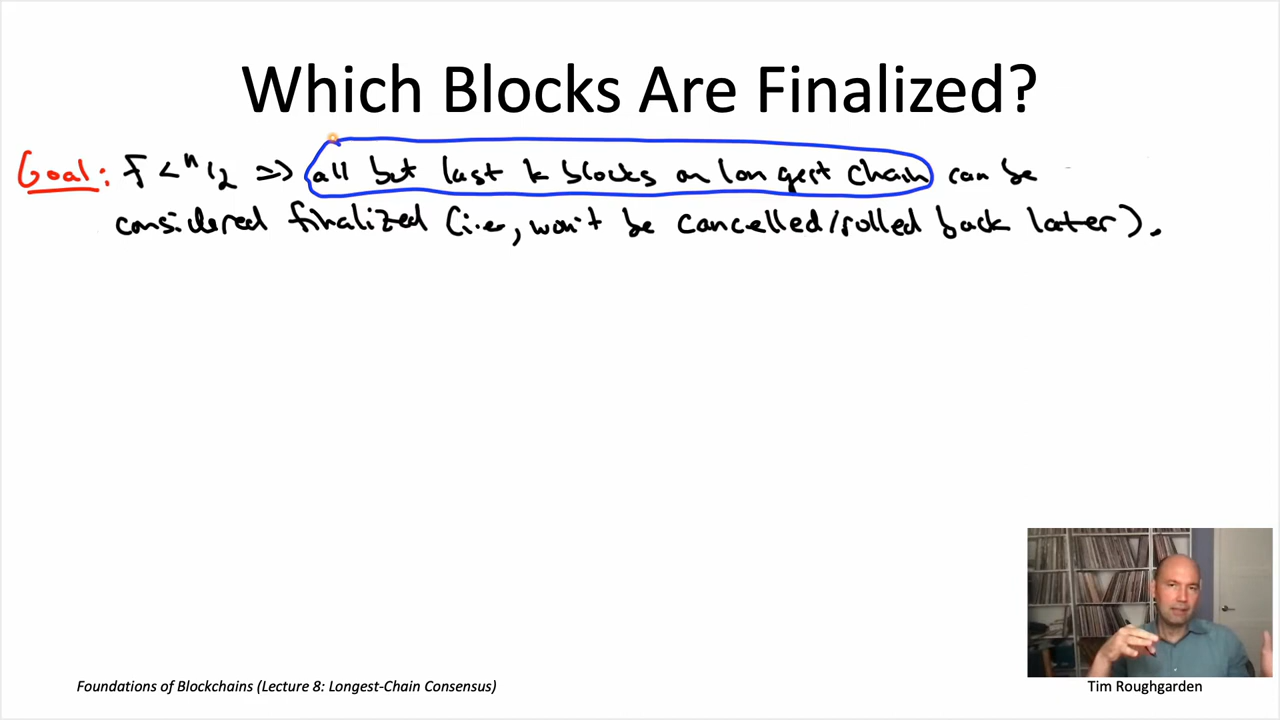 Which Blocks Are Finalized?
Goal: f < n/2 => all but last k blocks on longest chain can be
considered finalized (i.e., won't be cancelled/rolled back later).
Foundations of Blockchains (Lecture 8: Longest-Chain Consensus)
Tim Roughgarden